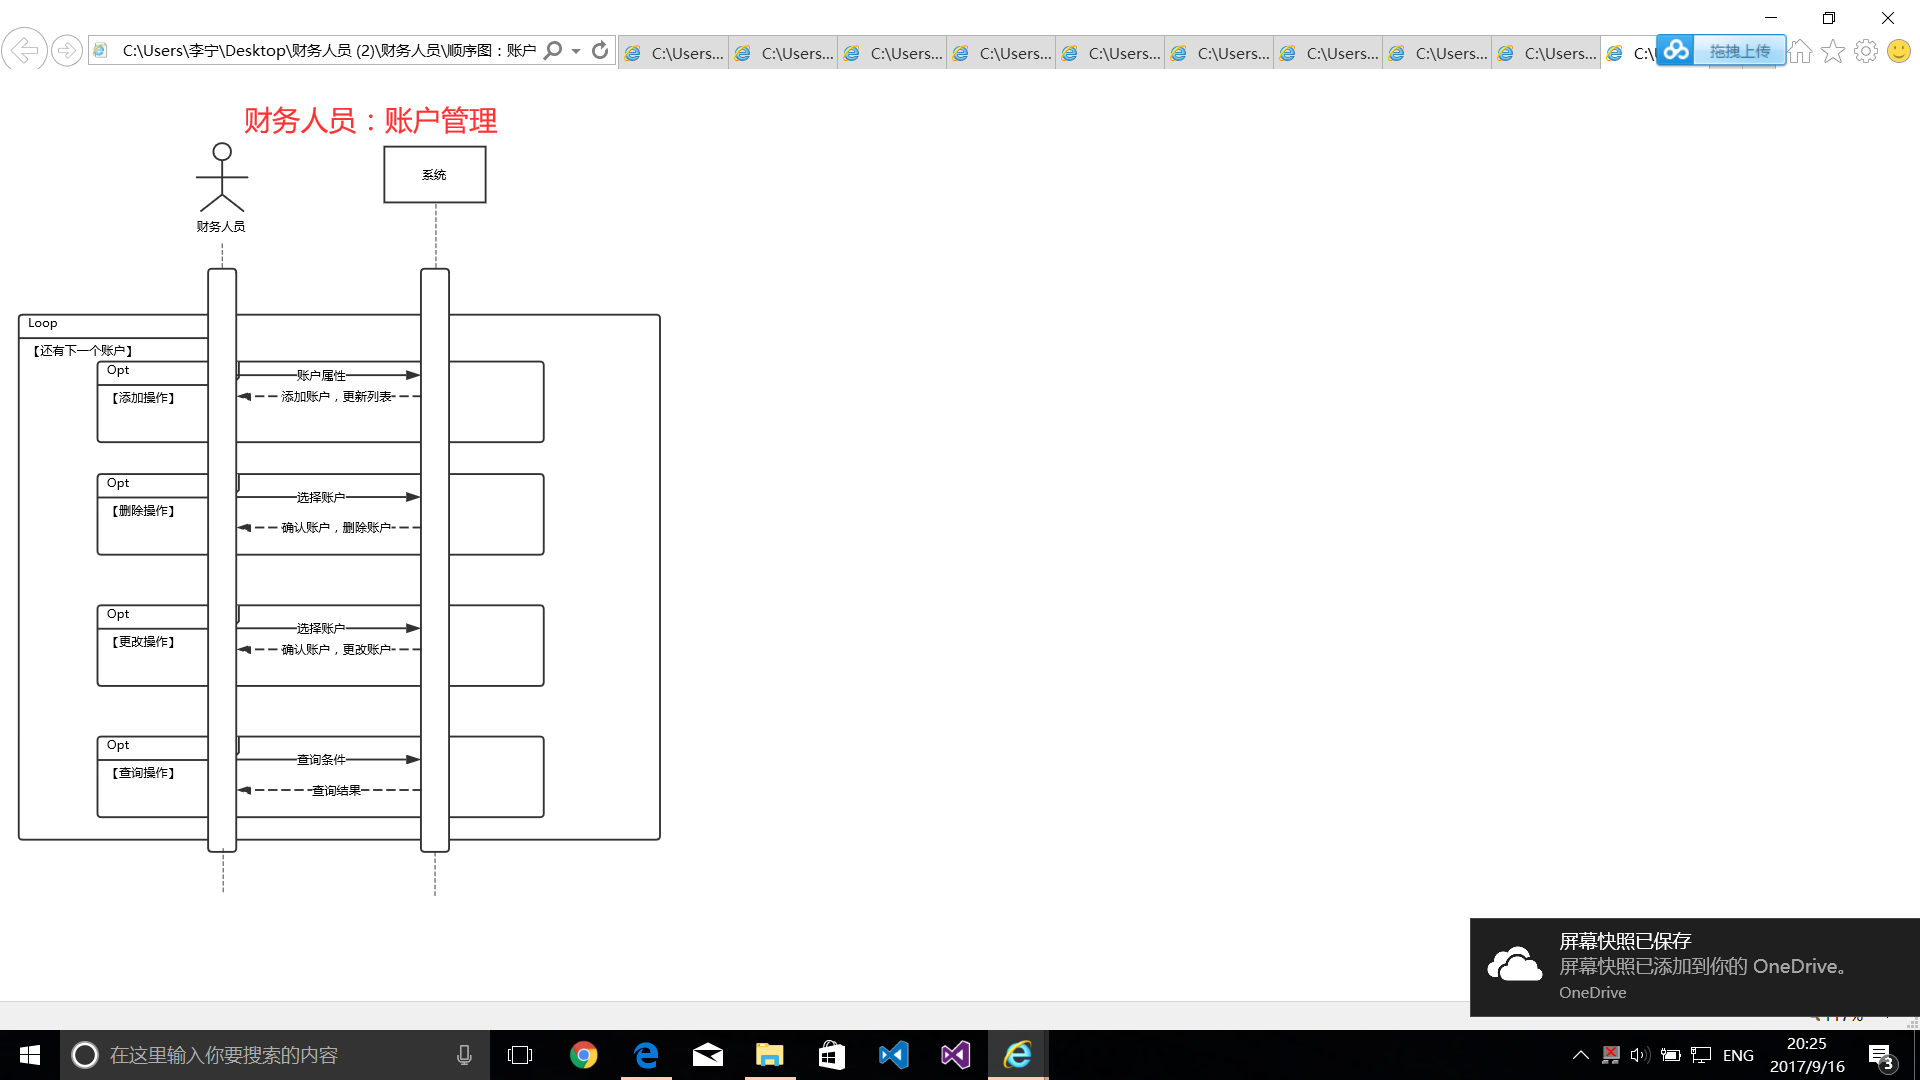 C:\Users\李宁\Desktop\财务人员 (2)\财务人员\顺序图：账户
C:\Users...
C:\Users...
C:\Users...
C:\Users...
C:\Users...
C:\Users...
C:\Users...
C:\Users...
C:\Users...
C:\
拖拽上传
财务人员：账户管理
系统
财务人员
Loop
【还有下一个账户】
Opt
账户属性
【添加操作】
添加账户，更新列表
Opt
选择账户
【删除操作】
确认账户，删除账户
Opt
选择账户
【更改操作】
确认账户，更改账户
Opt
查询条件
【查询操作】
查询结果
屏幕快照已保存
屏幕快照已添加到你的 OneDrive。
OneDrive
在这里输入你要搜索的内容
ENG
20:25
2017/9/16
3